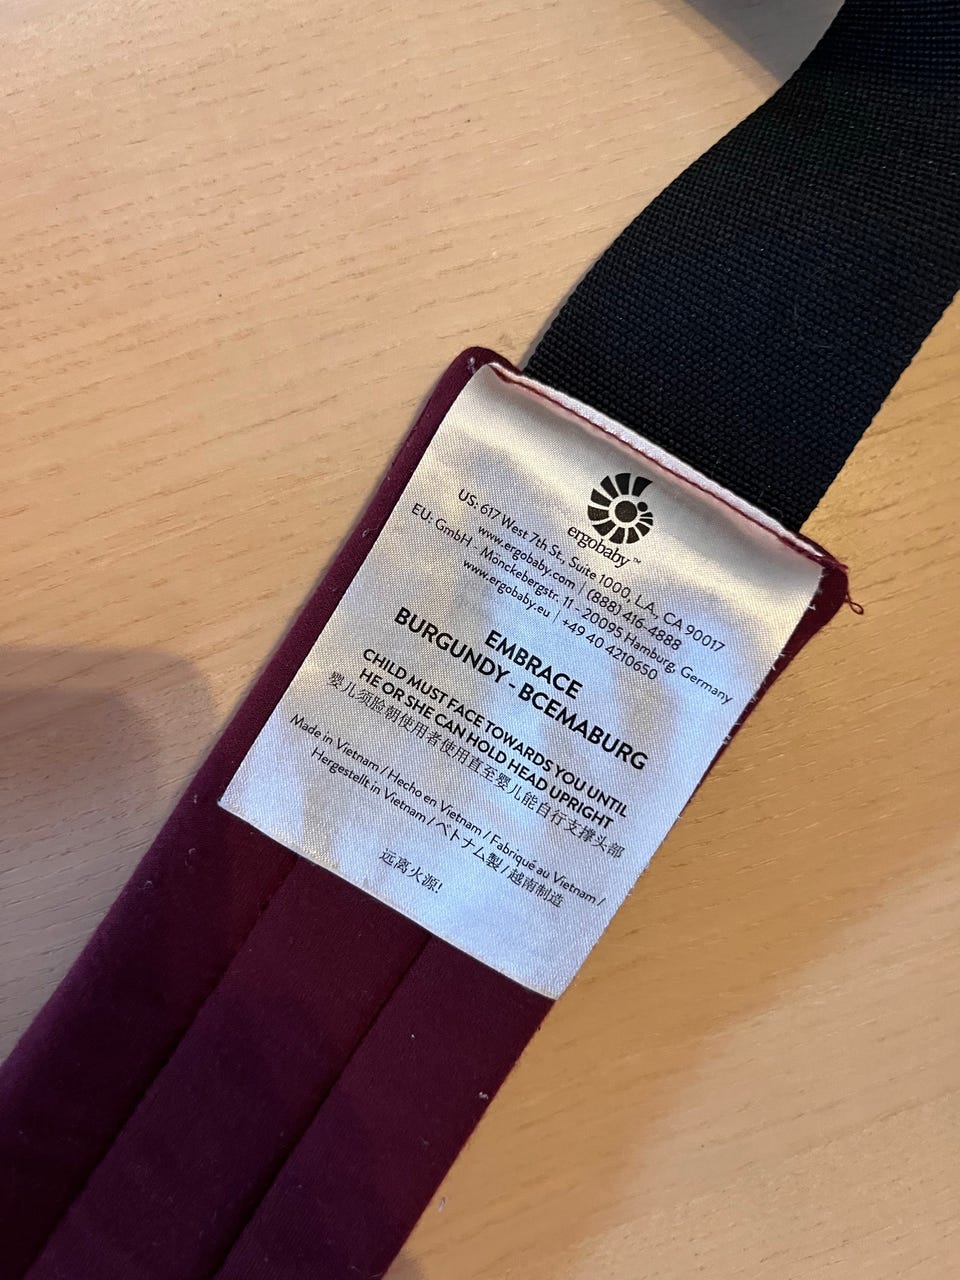 ergobaby™
US: 617 West 7th St., Suite 1000, L.A., CA 90017
www.ergobaby.com | (888) 416-4888
EU: GmbH - Mönckebergstr. 11 - 20095 Hamburg, Germany
www.ergobaby.eu | +49 40 4210650
EMBRACE
BURGUNDY - BCEMABURG
CHILD MUST FACE TOWARDS YOU UNTIL
HE OR SHE CAN HOLD HEAD UPRIGHT
婴儿须脸朝使用者使用直至婴儿能自行支撑头部
Made in Vietnam / Hecho en Vietnam / Fabriqué au Vietnam /
Hergestellt in Vietnam / ベトナム製 / 越南制造
远离火源!